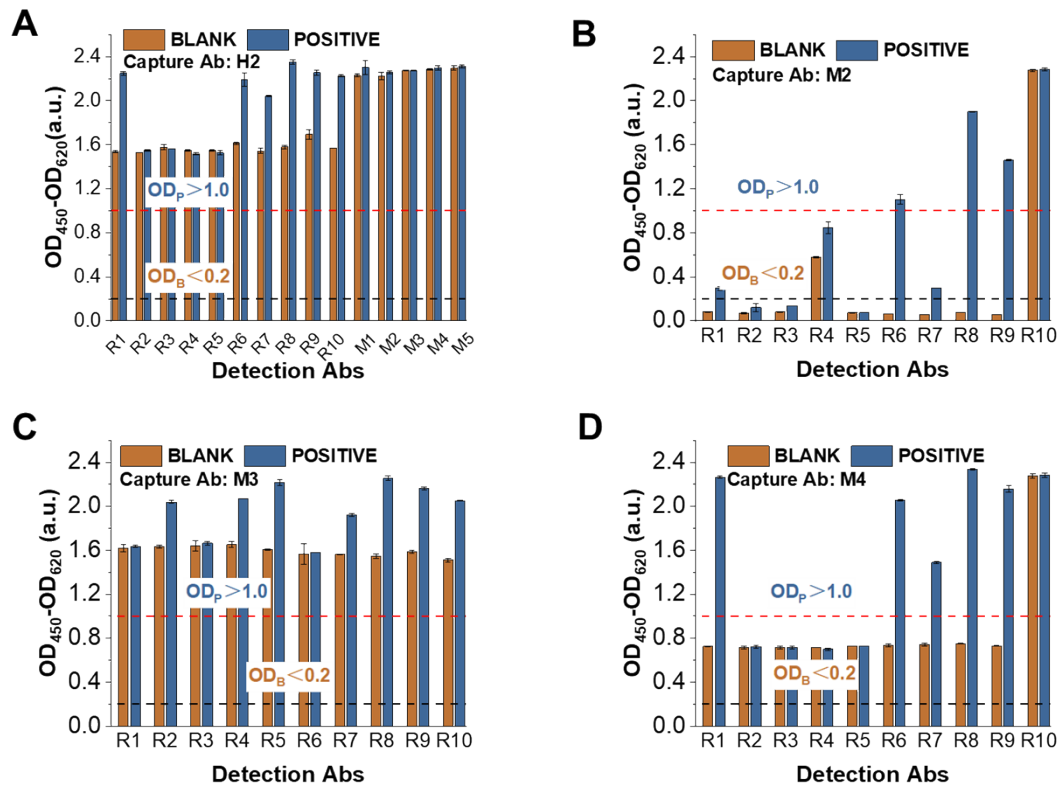 A
BLANK POSITIVE
Capture Ab: H2
OD450-OD620(a.u.)
2.4
2.0
1.6
1.2
0.8
0.4
0.0
ODP>1.0
ODB<0.2
R1 R2 R3 R4 R5 R6 R7 R8 R9 R10 M1 M2 M3 M4 M5
Detection Abs
B
BLANK POSITIVE
Capture Ab: M2
OD450-OD620 (a.u.)
2.4
2.0
1.6
1.2
0.8
0.4
0.0
ODP>1.0
ODB<0.2
R1 R2 R3 R4 R5 R6 R7 R8 R9 R10
Detection Abs
C
BLANK POSITIVE
Capture Ab: M3
OD450-OD620 (a.u.)
2.4
2.0
1.6
1.2
0.8
0.4
0.0
ODP>1.0
ODB<0.2
R1 R2 R3 R4 R5 R6 R7 R8 R9 R10
Detection Abs
D
BLANK POSITIVE
Capture Ab: M4
OD450-OD620 (a.u.)
2.4
2.0
1.6
1.2
0.8
0.4
0.0
ODP>1.0
ODB<0.2
R1 R2 R3 R4 R5 R6 R7 R8 R9 R10
Detection Abs